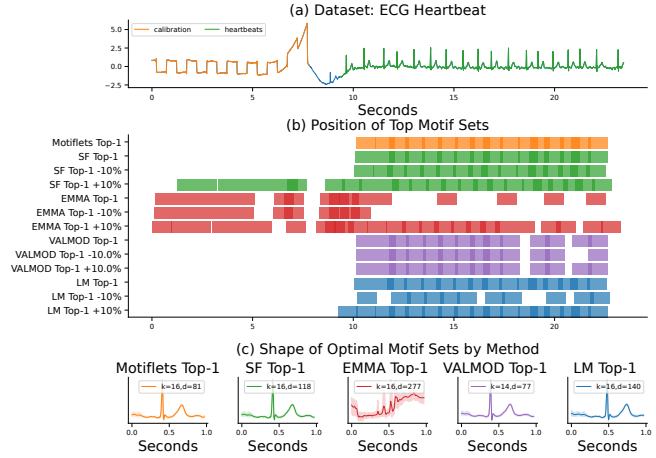 (a) Dataset: ECG Heartbeat
calibration heartbeats
5.0
2.5
0.0
−2.5
0 5 10 15 20
Seconds
(b) Position of Top Motif Sets
Motiflets Top-1
SF Top-1
SF Top-1 -10%
SF Top-1 +10%
EMMA Top-1
EMMA Top-1 -10%
EMMA Top-1 +10%
VALMOD Top-1
VALMOD Top-1 -10.0%
VALMOD Top-1 +10.0%
LM Top-1
LM Top-1 -10%
LM Top-1 +10%
0 5 10 15 20
(c) Shape of Optimal Motif Sets by Method
Motiflets Top-1 SF Top-1 EMMA Top-1 VALMOD Top-1 LM Top-1
k=16,d=81 k=16,d=118 k=16,d=277 k=14,d=77 k=16,d=140
0.0 0.5 1.0 0.0 0.5 1.0 0.0 0.5 1.0 0.0 0.5 1.0 0.0 0.5 1.0
Seconds Seconds Seconds Seconds Seconds